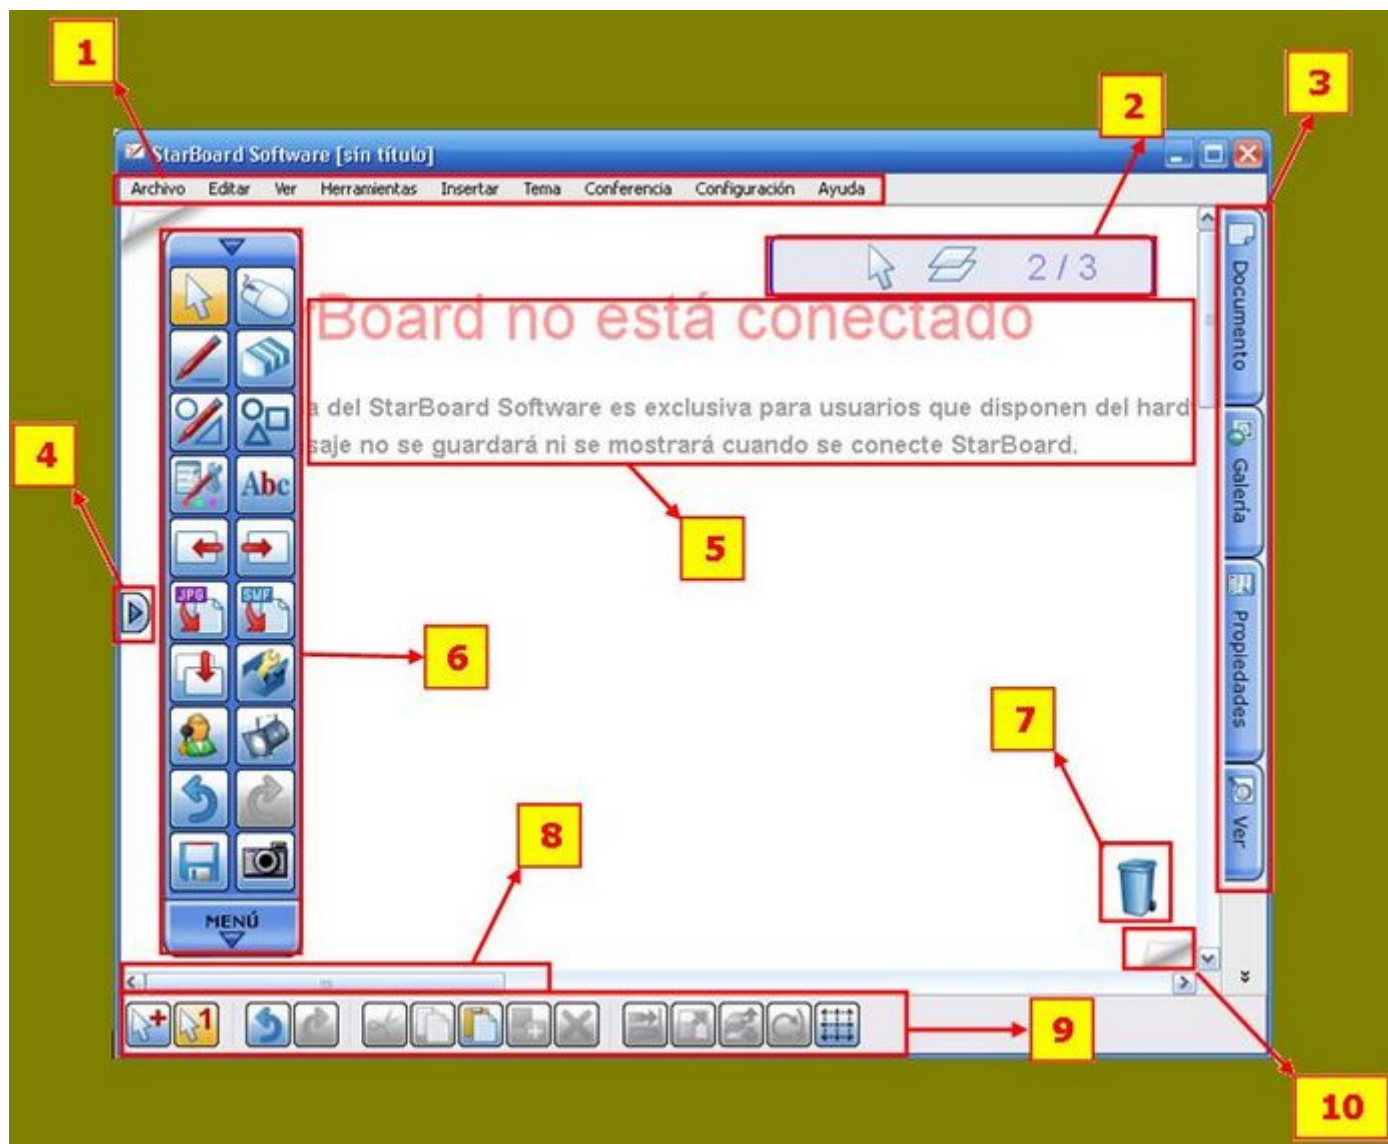 1
2
3
StarBoard Software [sin título]
Archivo Editar Ver Herramientas Insertar Tema Conferencia Configuración Ayuda
2 / 3
Board no está conectado
Documento
a del StarBoard Software es exclusiva para usuarios que disponen del hard
saje no se guardará ni se mostrará cuando se conecte StarBoard.
4
Abc
Galería
5
JPG SWF
Propiedades
6
7
Ver
8
MENÚ
1
9
10